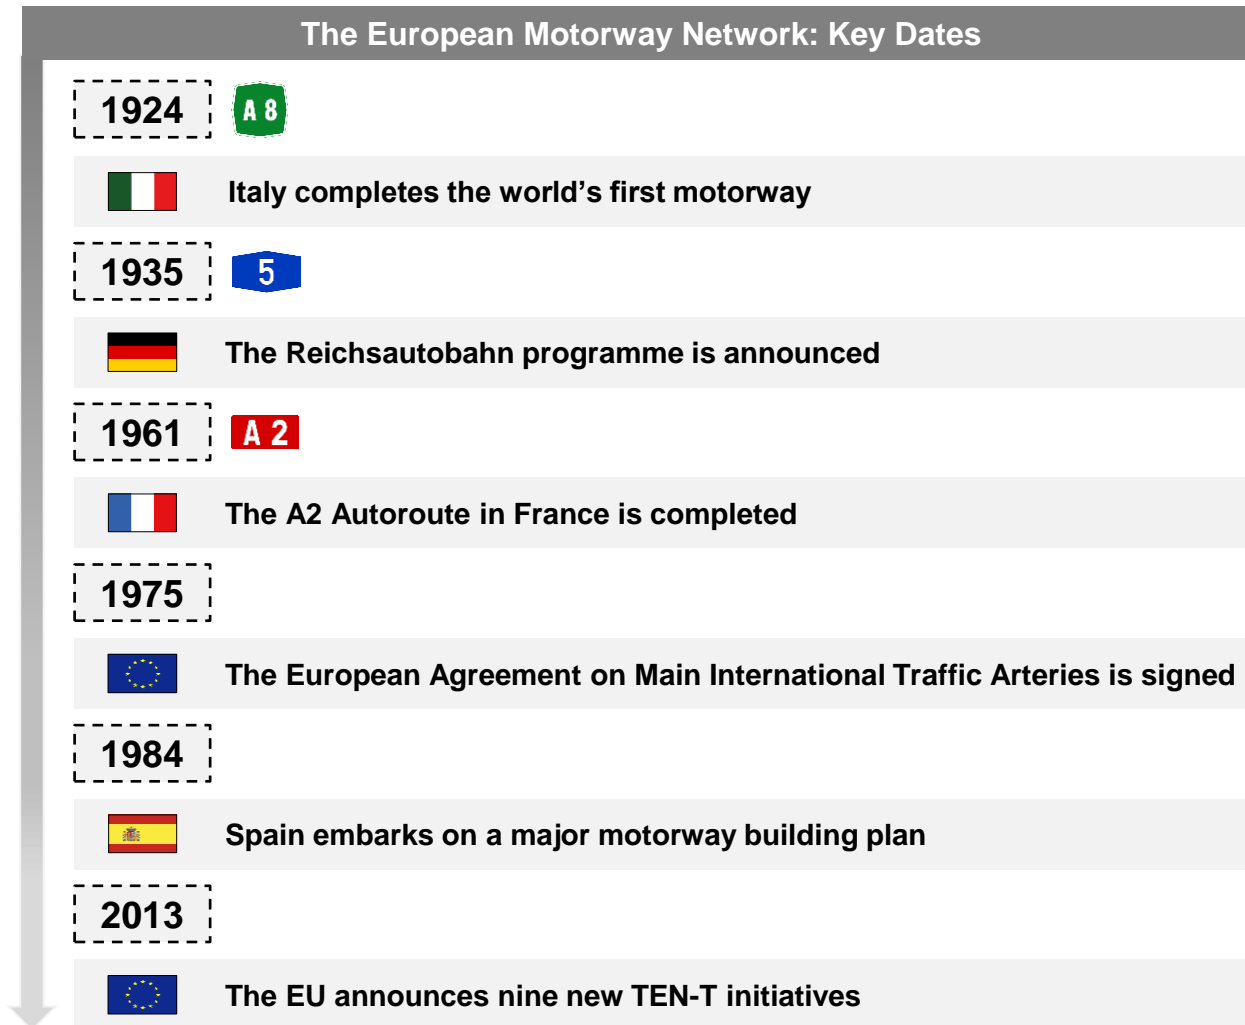 The European Motorway Network: Key Dates
1924
A 8
Italy completes the world’s first motorway
1935
5
The Reichsautobahn programme is announced
1961
A 2
The A2 Autoroute in France is completed
1975
The European Agreement on Main International Traffic Arteries is signed
1984
Spain embarks on a major motorway building plan
2013
The EU announces nine new TEN-T initiatives